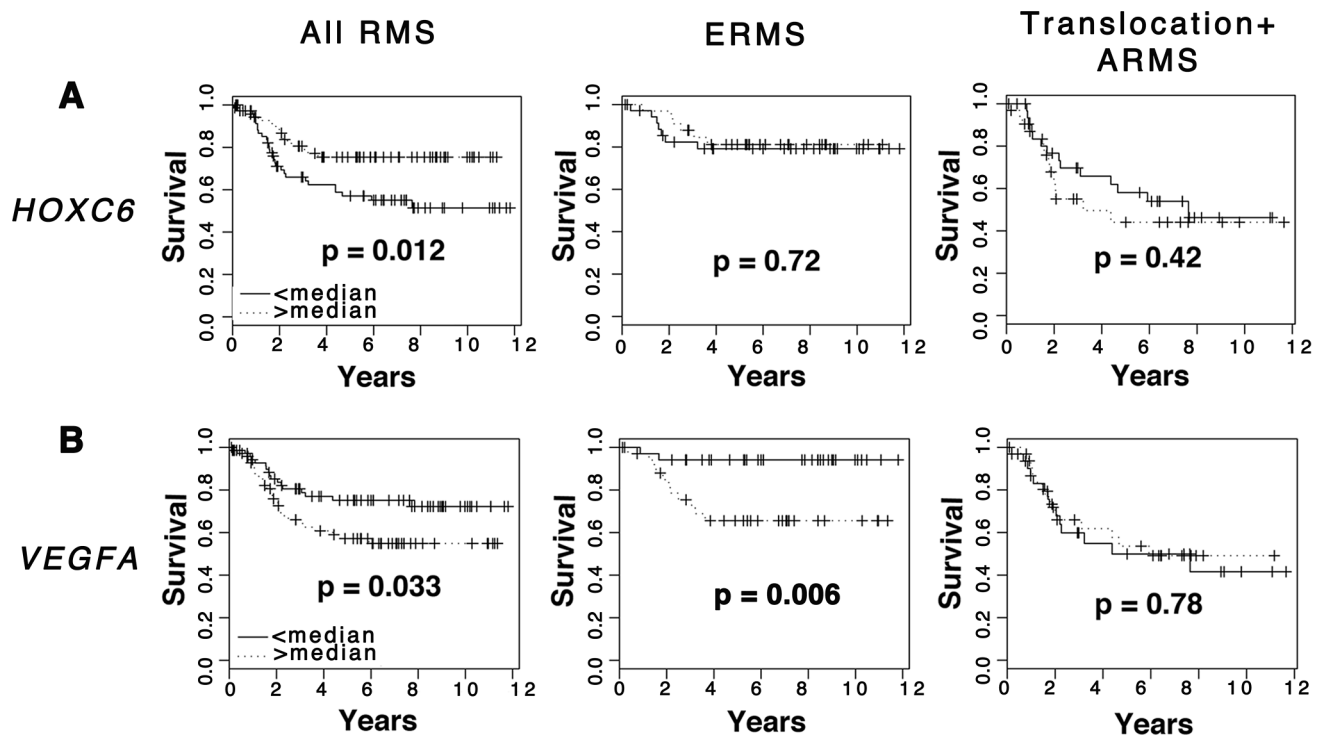 All RMS
ERMS
Translocation+
ARMS
A
HOXC6
Survival
1.0
0.8
0.6
0.4
0.2
0.0
p = 0.012
<median
>median
0 2 4 6 8 10 12
Years
Survival
1.0
0.8
0.6
0.4
0.2
0.0
p = 0.72
0 2 4 6 8 10 12
Years
Survival
1.0
0.8
0.6
0.4
0.2
0.0
p = 0.42
0 2 4 6 8 10 12
Years
B
VEGFA
Survival
1.0
0.8
0.6
0.4
0.2
0.0
p = 0.033
<median
>median
0 2 4 6 8 10 12
Years
Survival
1.0
0.8
0.6
0.4
0.2
0.0
p = 0.006
0 2 4 6 8 10 12
Years
Survival
1.0
0.8
0.6
0.4
0.2
0.0
p = 0.78
0 2 4 6 8 10 12
Years